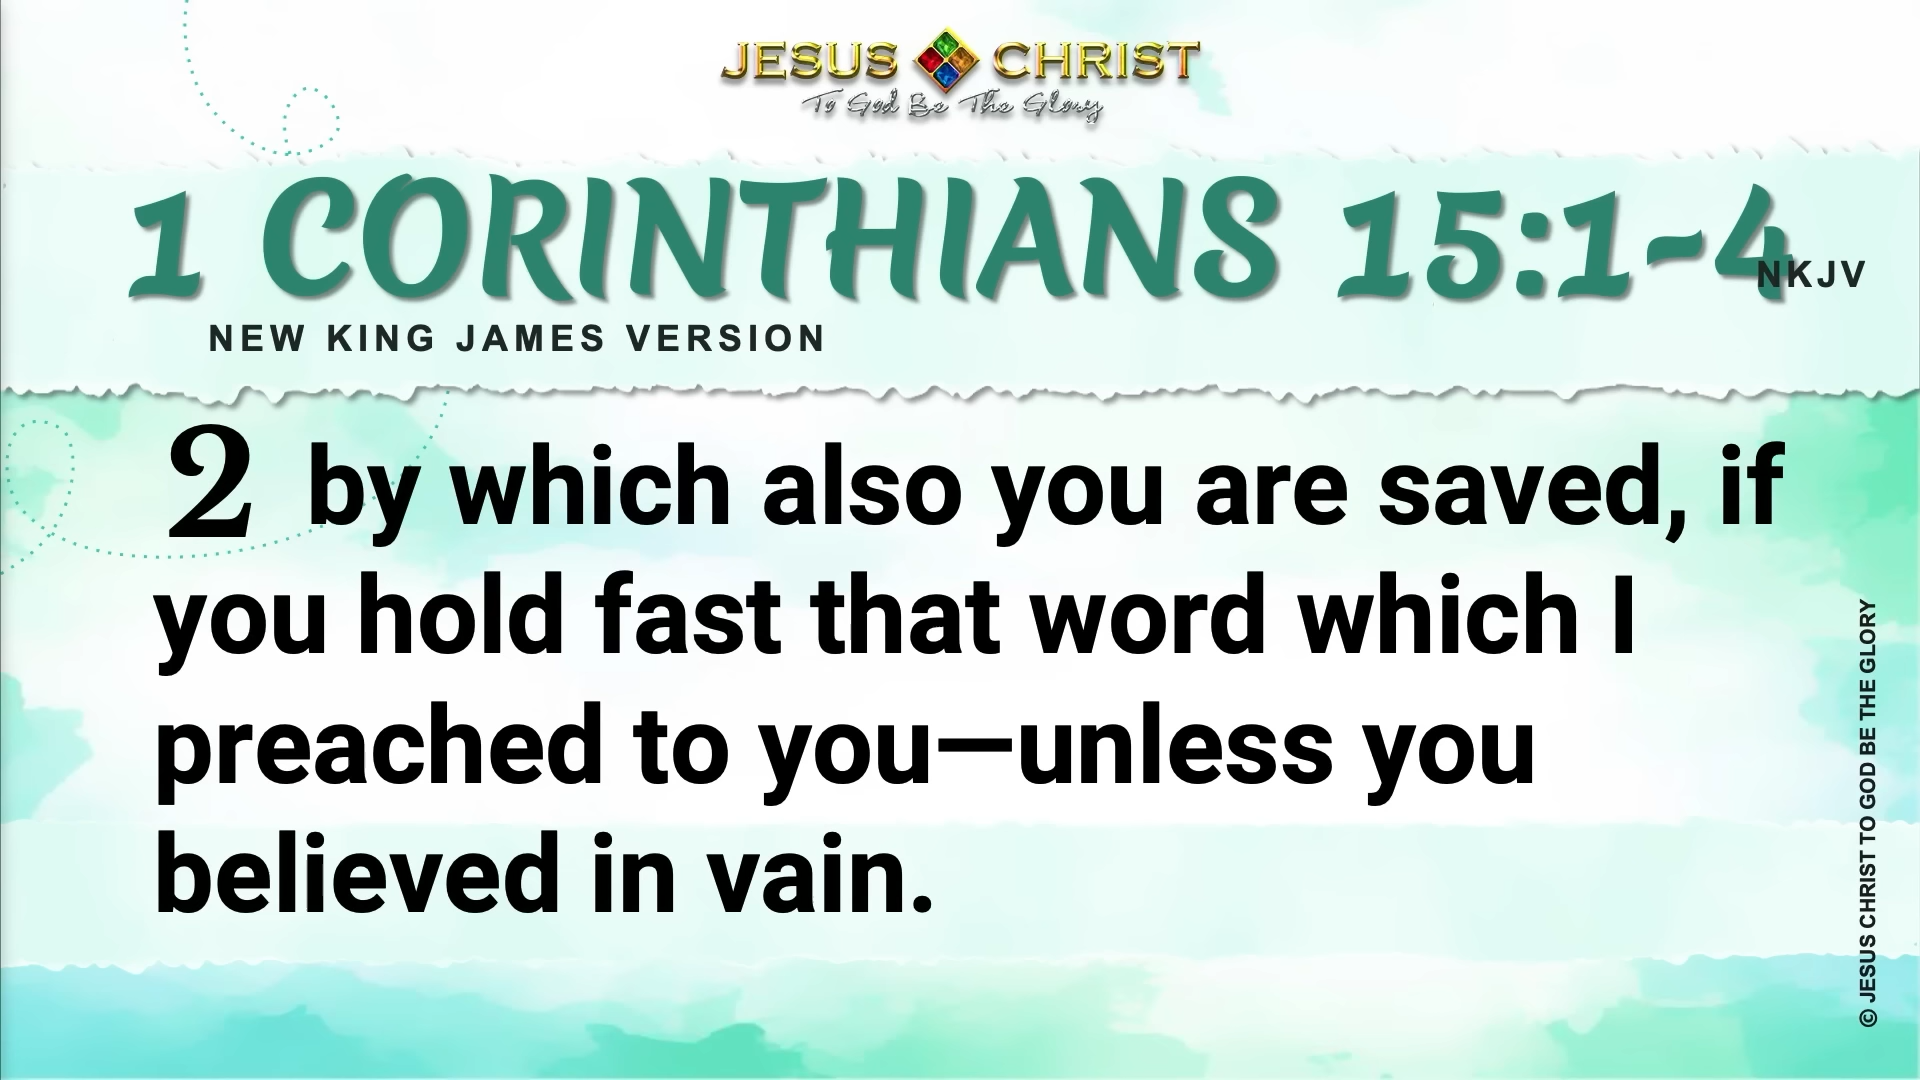 JESUS CHRIST
To God Be The Glory
1 CORINTHIANS 15:1-4
NKJV
NEW KING JAMES VERSION
2 by which also you are saved, if
you hold fast that word which I
preached to you—unless you
believed in vain.
© JESUS CHRIST TO GOD BE THE GLORY